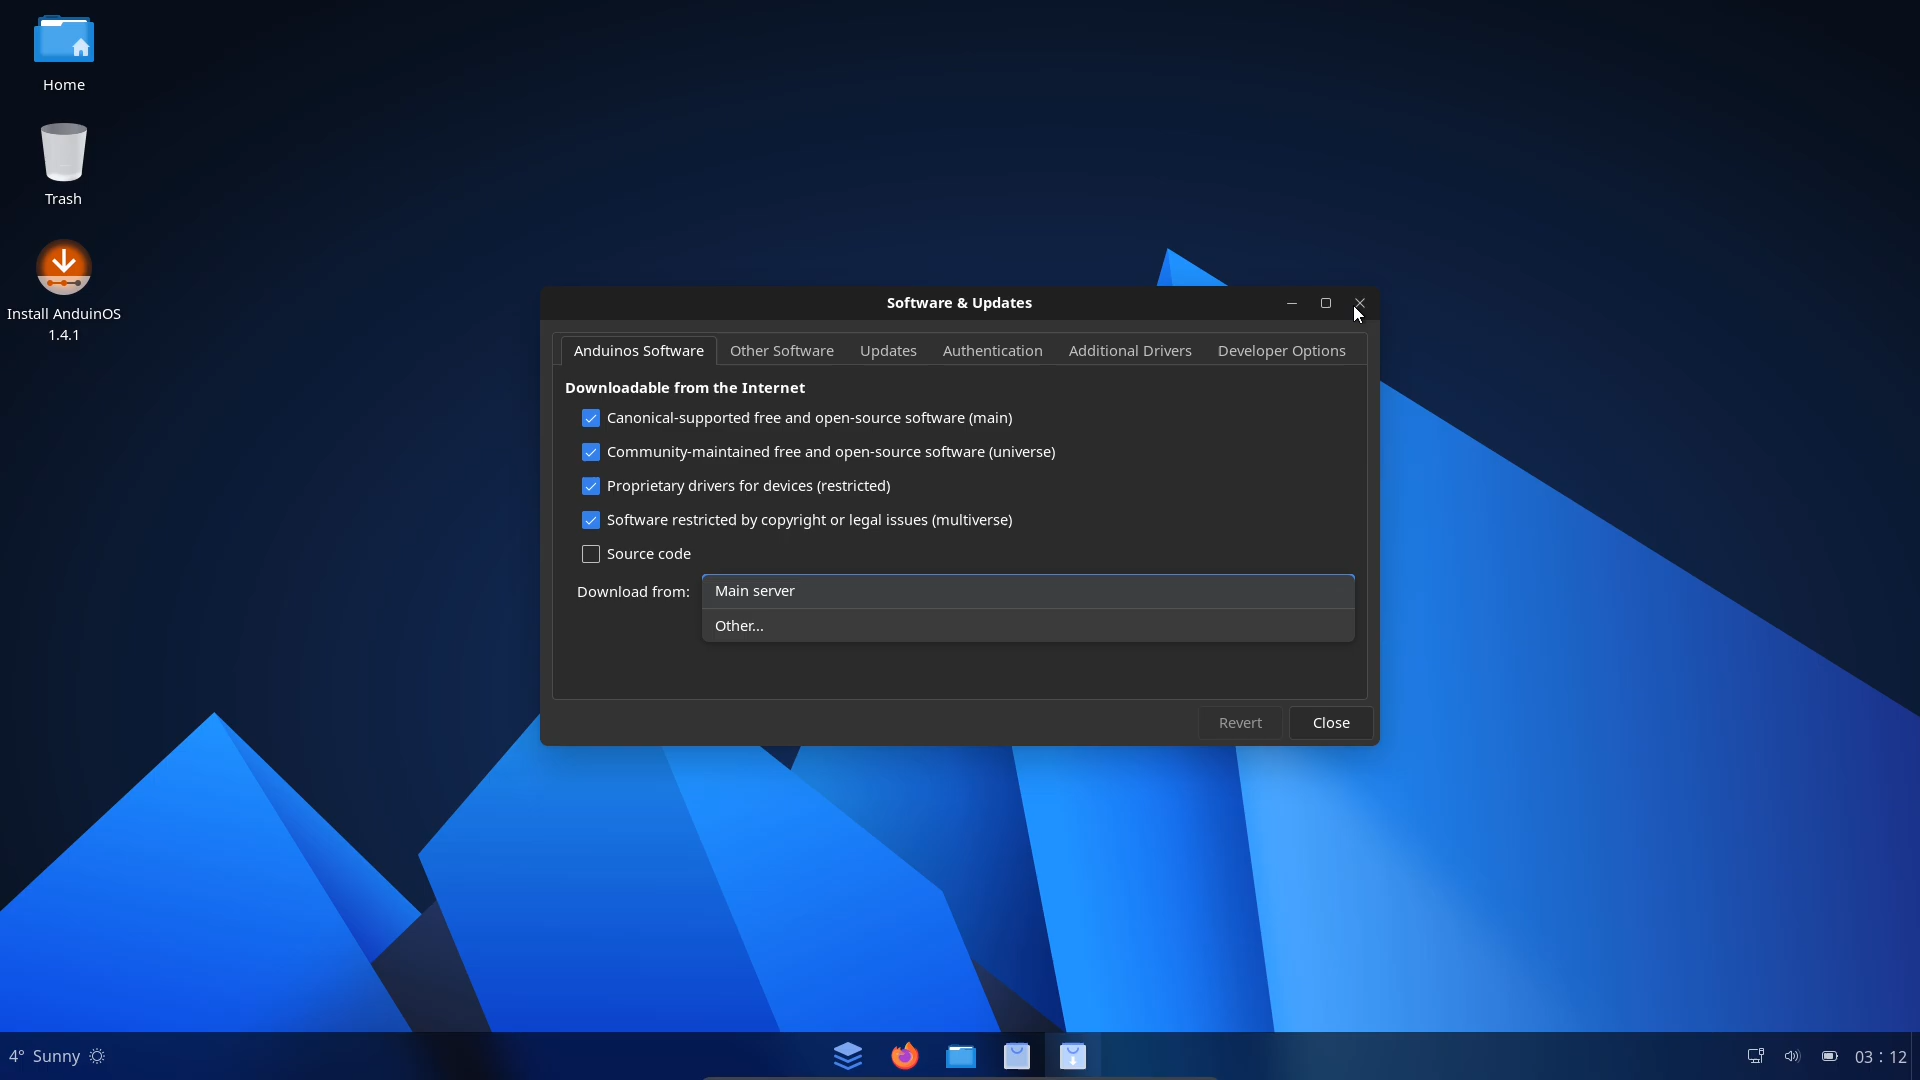 Home
Trash
Install AnduinOS
1.4.1
Software & Updates
Anduinos Software
Other Software
Updates
Authentication
Additional Drivers
Developer Options
Downloadable from the Internet
Canonical-supported free and open-source software (main)
Community-maintained free and open-source software (universe)
Proprietary drivers for devices (restricted)
Software restricted by copyright or legal issues (multiverse)
Source code
Download from:
Main server
Other...
Revert
Close
4° Sunny
03 : 12